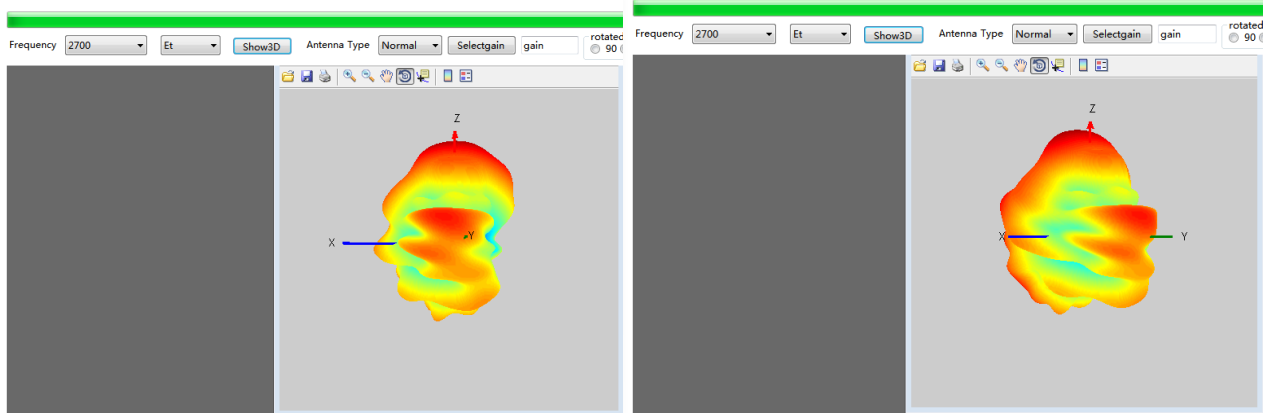 Frequency 2700 Et Show3D Antenna Type Normal Selectgain gain rotated 90
Z
X
Y
Frequency 2700 Et Show3D Antenna Type Normal Selectgain gain rotated 90
Z
X
Y